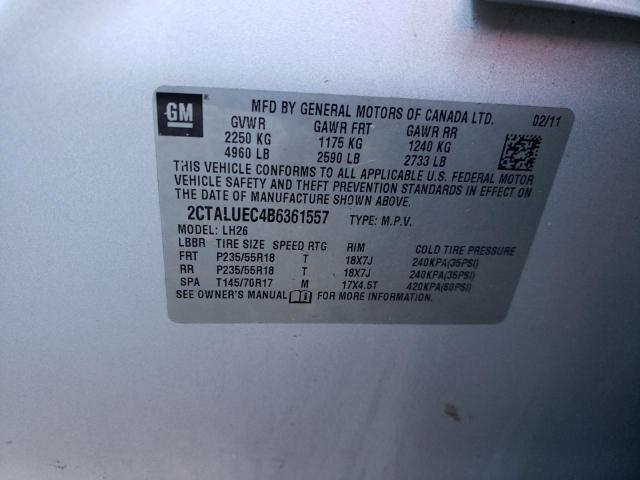 GM MFD BY GENERAL MOTORS OF CANADA LTD. 02/11
GVWR GAWR FRT GAWR RR
2250 KG 1175 KG 1240 KG
4960 LB 2590 LB 2733 LB
THIS VEHICLE CONFORMS TO ALL APPLICABLE U.S. FEDERAL MOTOR
VEHICLE SAFETY AND THEFT PREVENTION STANDARDS IN EFFECT ON
THE DATE OF MANUFACTURE SHOWN ABOVE.
2CTALUEC4B6361557 TYPE: M.P.V.
MODEL: LH26
LBBR TIRE SIZE SPEED RTG RIM COLD TIRE PRESSURE
FRT P235/55R18 T 18X7J 240KPA(35PSI)
RR P235/55R18 T 18X7J 240KPA(35PSI)
SPA T145/70R17 M 17X4.5T 420KPA(60PSI)
SEE OWNER'S MANUAL FOR MORE INFORMATION.